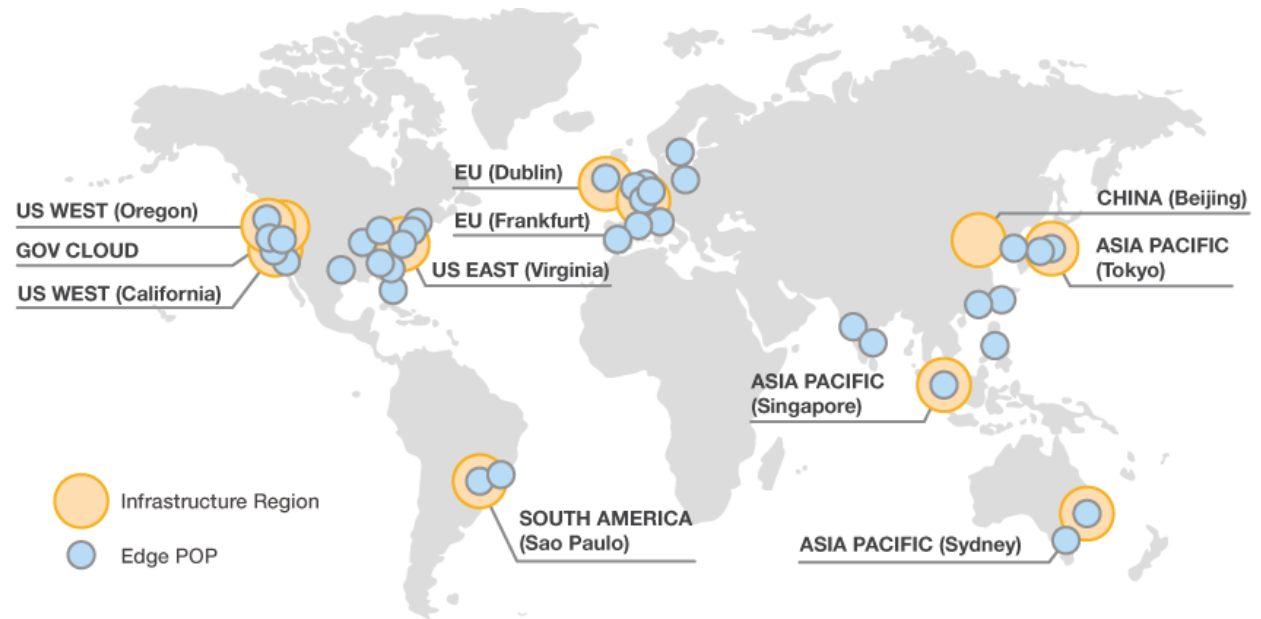 EU (Dublin)
CHINA (Beijing)
US WEST (Oregon)
EU (Frankfurt)
GOV CLOUD
ASIA PACIFIC
(Tokyo)
US EAST (Virginia)
US WEST (California)
ASIA PACIFIC
(Singapore)
Infrastructure Region
SOUTH AMERICA
(Sao Paulo)
ASIA PACIFIC (Sydney)
Edge POP